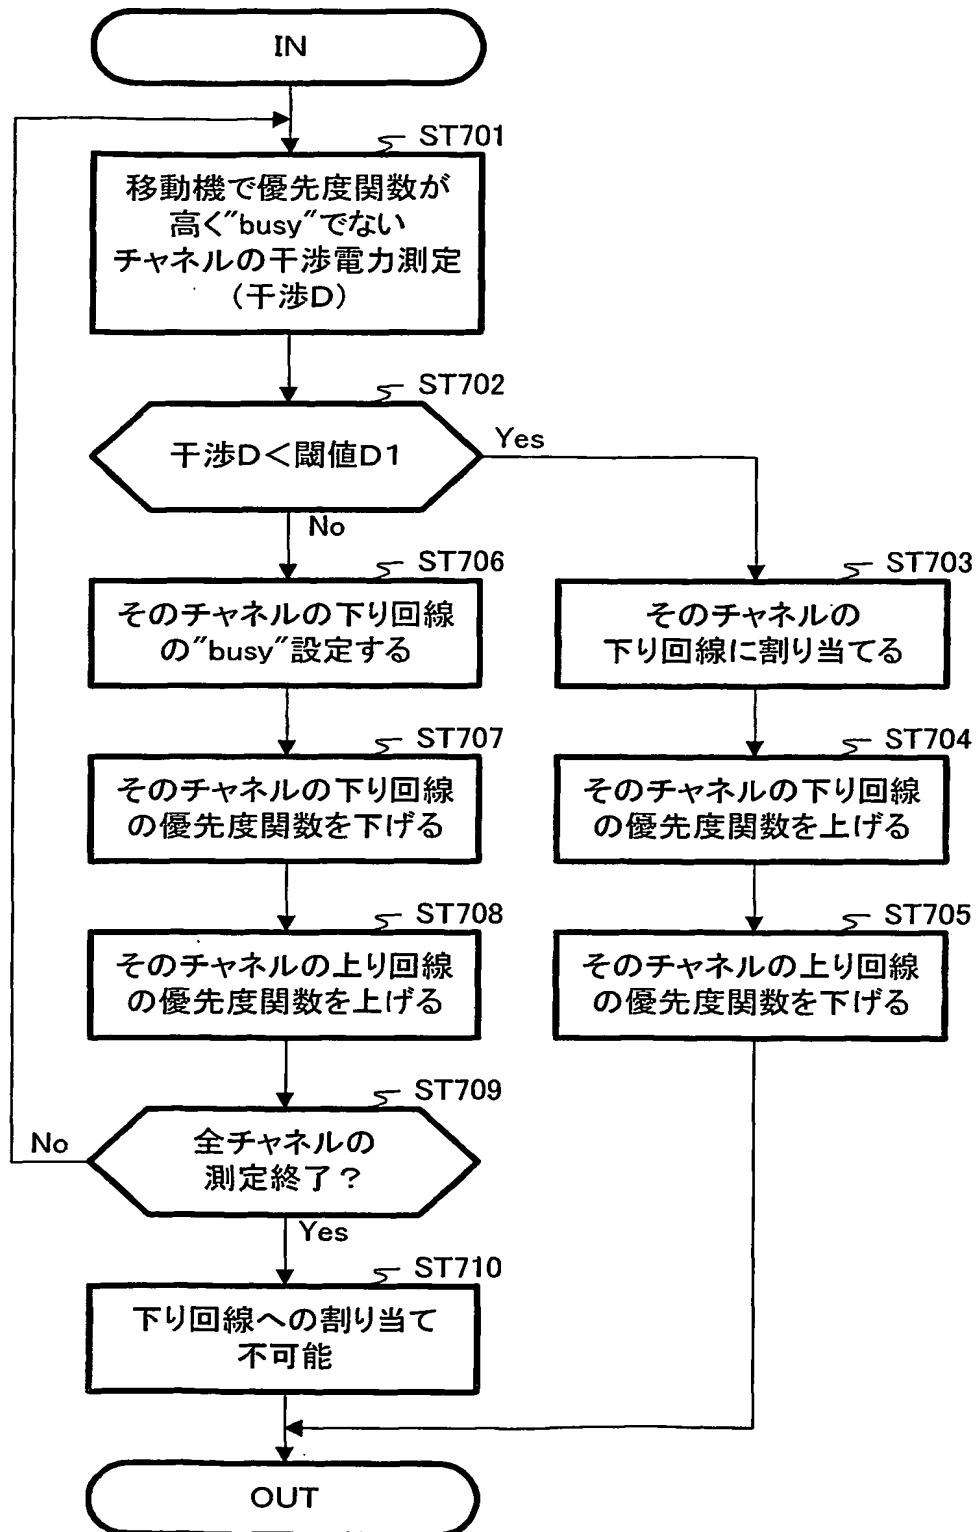 IN
ST701
移動機で優先度関数が
高く"busy"でない
チャネルの干渉電力測定
(干渉D)
ST702
干渉D<閾値D1
Yes
No
ST706
そのチャネルの下り回線
の"busy"設定する
ST707
そのチャネルの下り回線
の優先度関数を下げる
ST708
そのチャネルの上り回線
の優先度関数を上げる
ST709
全チャネルの
測定終了?
No
Yes
ST710
下り回線への割り当て
不可能
ST703
そのチャネルの
下り回線に割り当てる
ST704
そのチャネルの下り回線
の優先度関数を上げる
ST705
そのチャネルの上り回線
の優先度関数を下げる
OUT